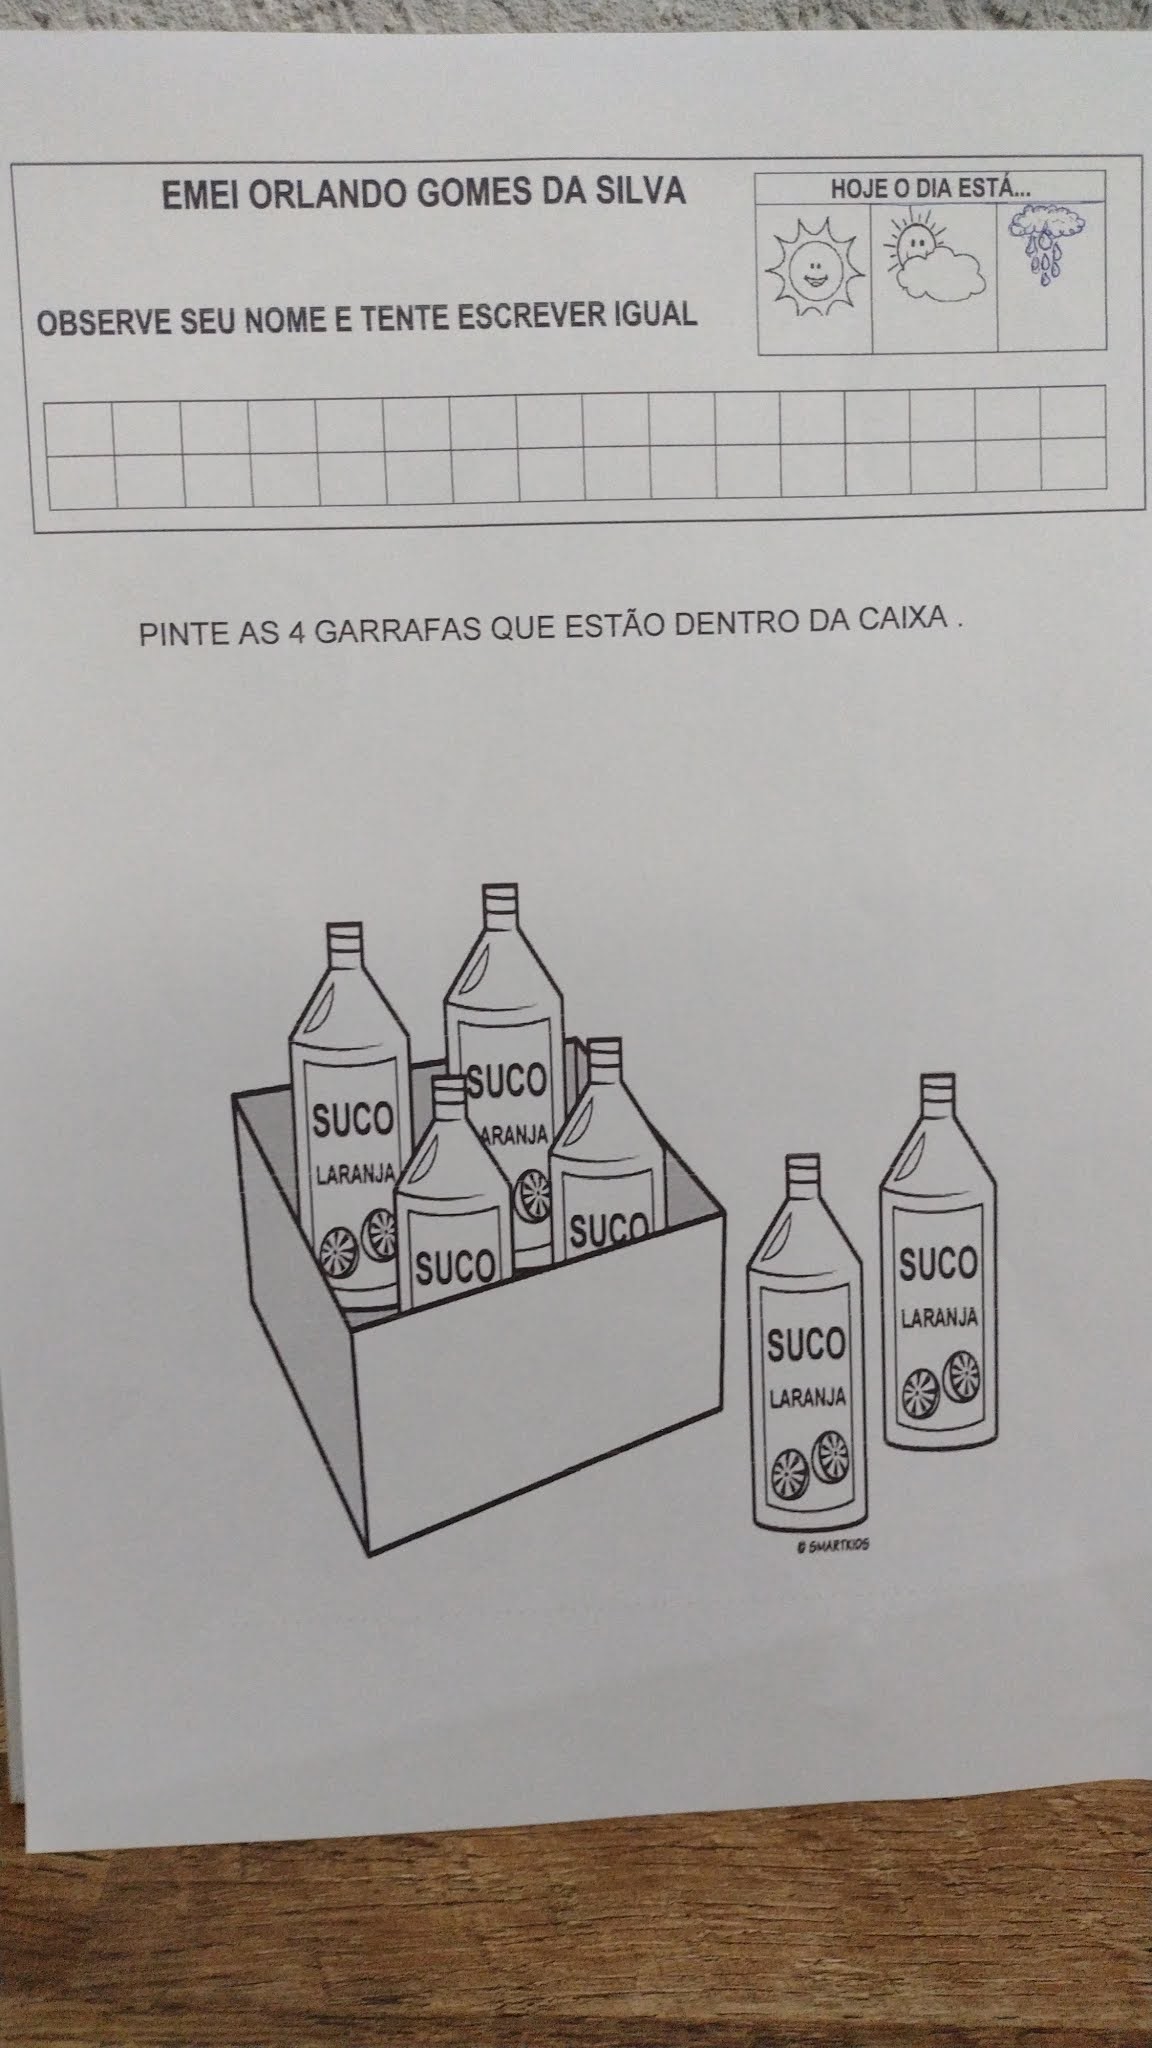 EMEI ORLANDO GOMES DA SILVA
HOJE O DIA ESTÁ...
OBSERVE SEU NOME E TENTE ESCREVER IGUAL
PINTE AS 4 GARRAFAS QUE ESTÃO DENTRO DA CAIXA .
SUCO
LARANJA
SUCO
ARANJA
SUCO
SUCO
SUCO
LARANJA
SUCO
LARANJA
© SMARTKIDS